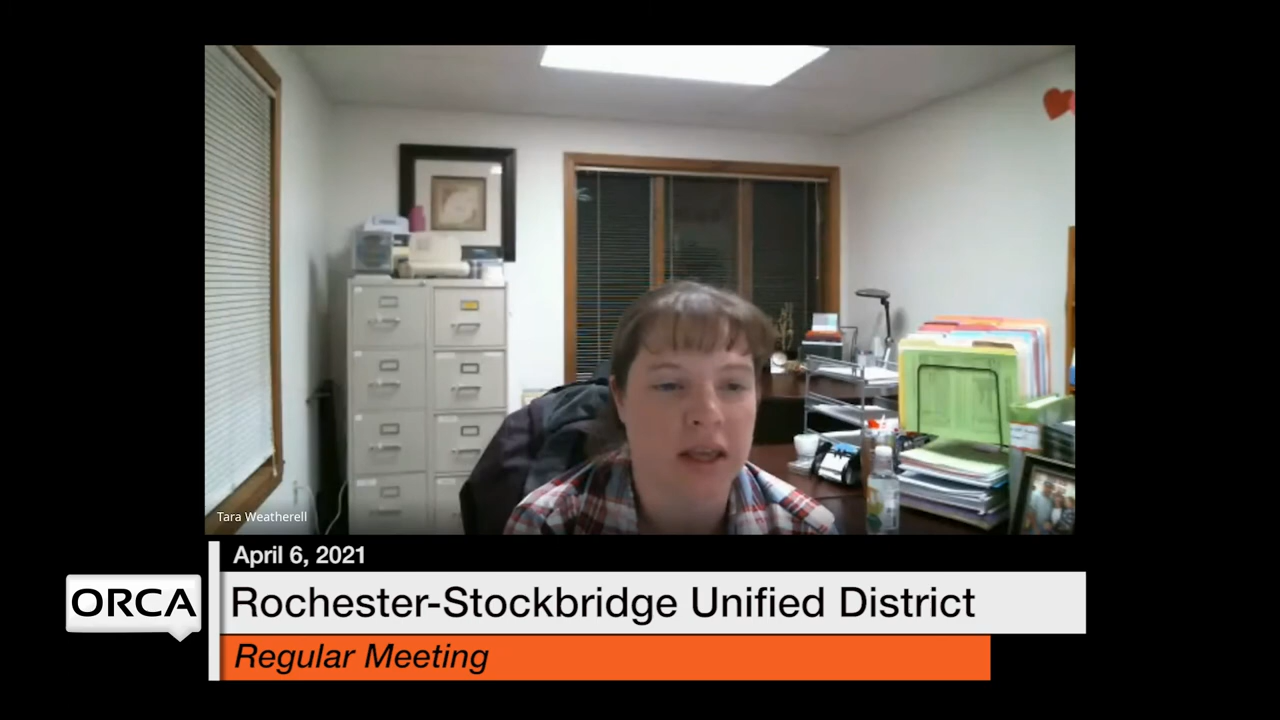 Tara Weatherell
April 6, 2021
ORCA
Rochester-Stockbridge Unified District
Regular Meeting